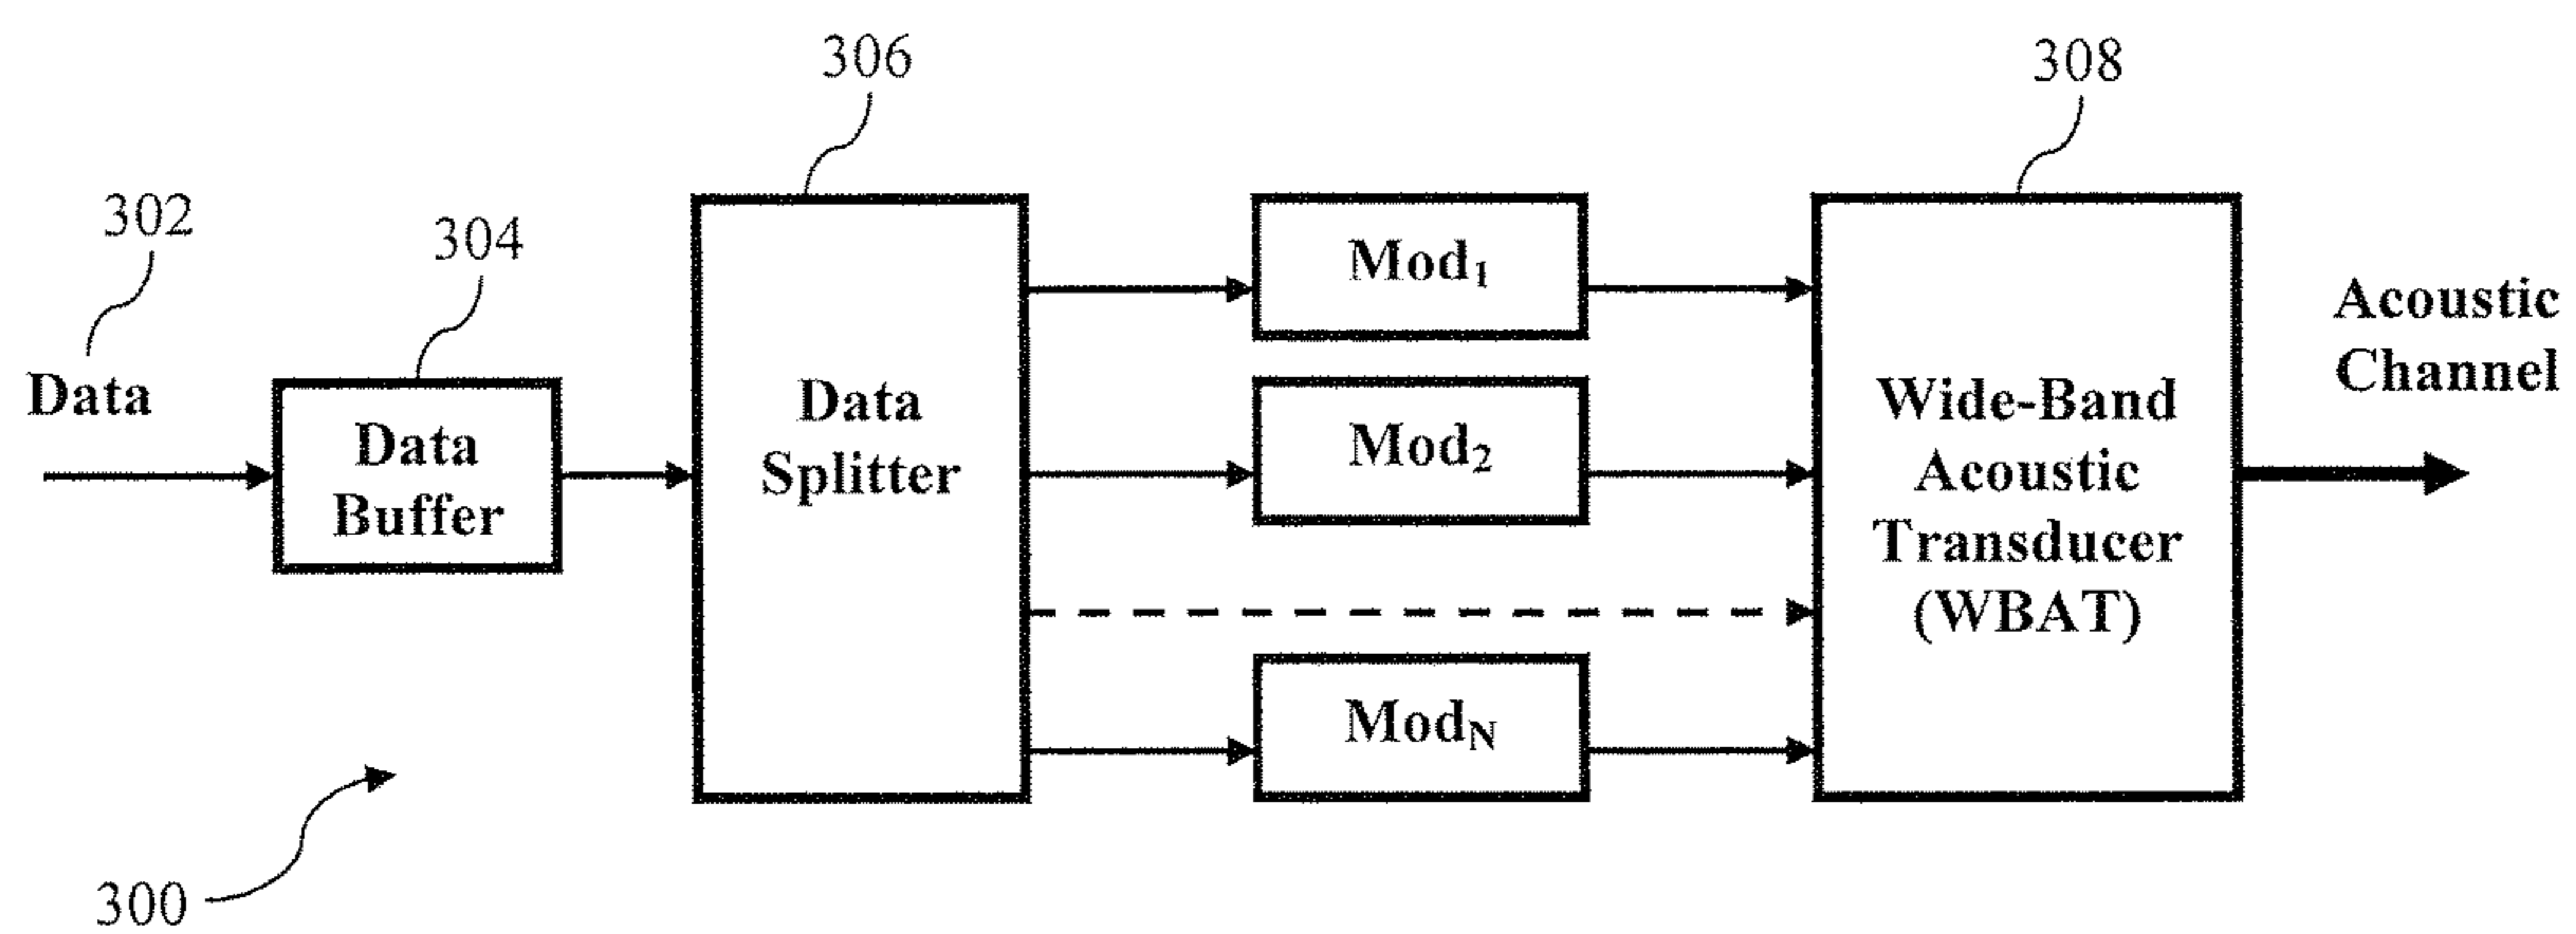 306
308
302
304
Data
Data
Buffer
Data
Splitter
Mod₁
Mod₂
Mod_N
Wide-Band
Acoustic
Transducer
(WBAT)
Acoustic
Channel
300